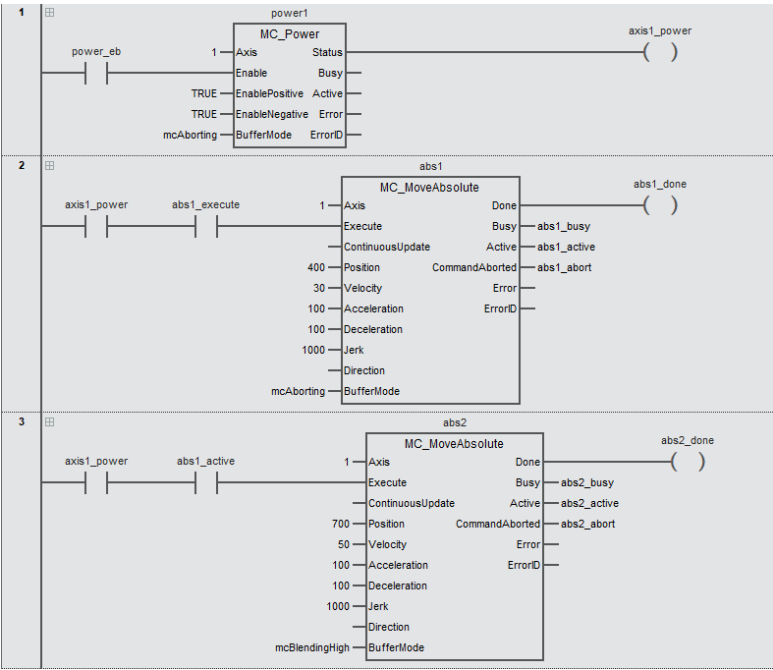 1
power1
MC_Power
axis1_power
power_eb
1
Axis
Status
Enable
Busy
TRUE
EnablePositive
Active
TRUE
EnableNegative
Error
mcAborting
BufferMode
ErrorID
2
abs1
MC_MoveAbsolute
abs1_done
axis1_power
abs1_execute
1
Axis
Done
Execute
Busy
abs1_busy
ContinuousUpdate
Active
abs1_active
400
Position
CommandAborted
abs1_abort
30
Velocity
Error
100
Acceleration
ErrorID
100
Deceleration
1000
Jerk
Direction
mcAborting
BufferMode
3
abs2
MC_MoveAbsolute
abs2_done
axis1_power
abs1_active
1
Axis
Done
Execute
Busy
abs2_busy
ContinuousUpdate
Active
abs2_active
700
Position
CommandAborted
abs2_abort
50
Velocity
Error
100
Acceleration
ErrorID
100
Deceleration
1000
Jerk
Direction
mcBlendingHigh
BufferMode